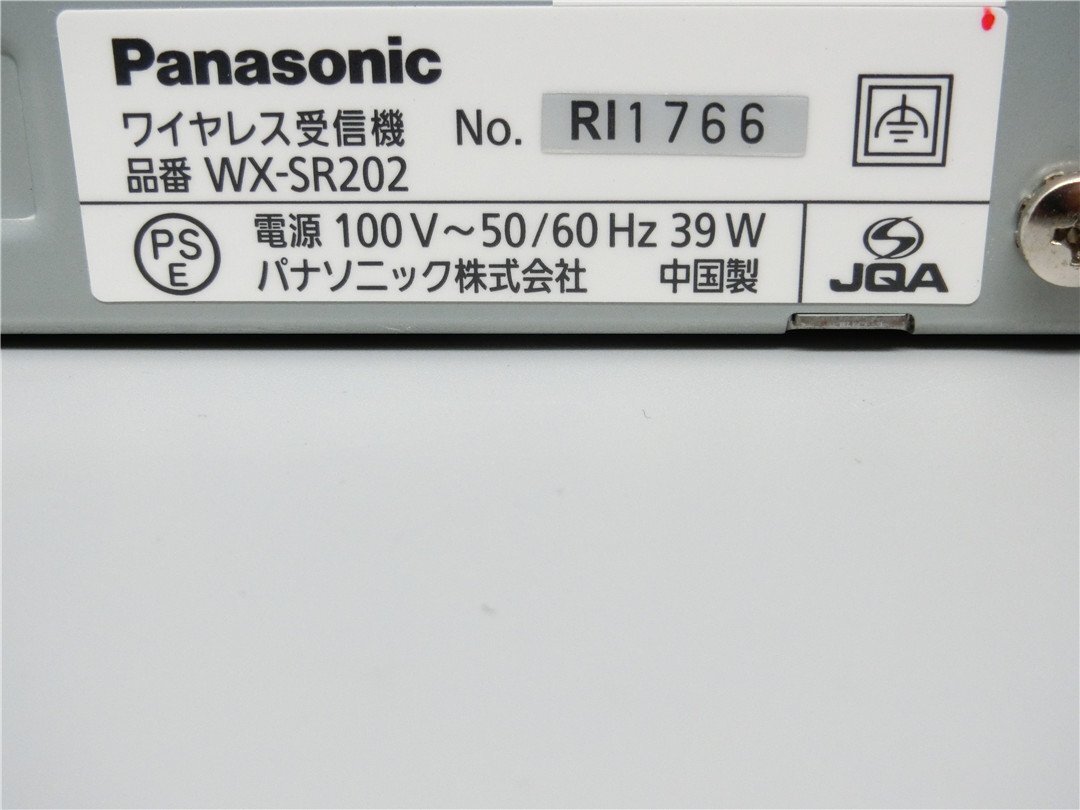 Panasonic
ワイヤレス受信機 No. RI1766
品番 WX-SR202
PS
E
電源 100V～50/60Hz 39W
パナソニック株式会社 中国製
JQA